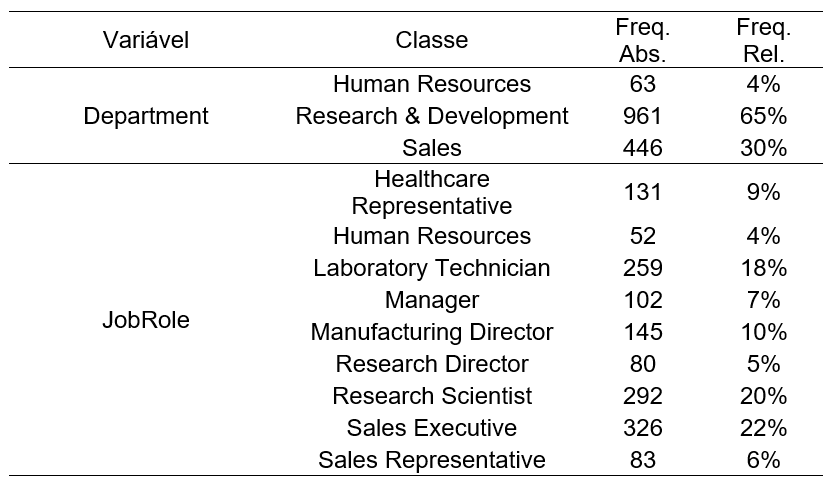 Variável Classe Freq. Abs. Freq. Rel.
Department
Human Resources 63 4%
Research & Development 961 65%
Sales 446 30%
JobRole
Healthcare
Representative 131 9%
Human Resources 52 4%
Laboratory Technician 259 18%
Manager 102 7%
Manufacturing Director 145 10%
Research Director 80 5%
Research Scientist 292 20%
Sales Executive 326 22%
Sales Representative 83 6%